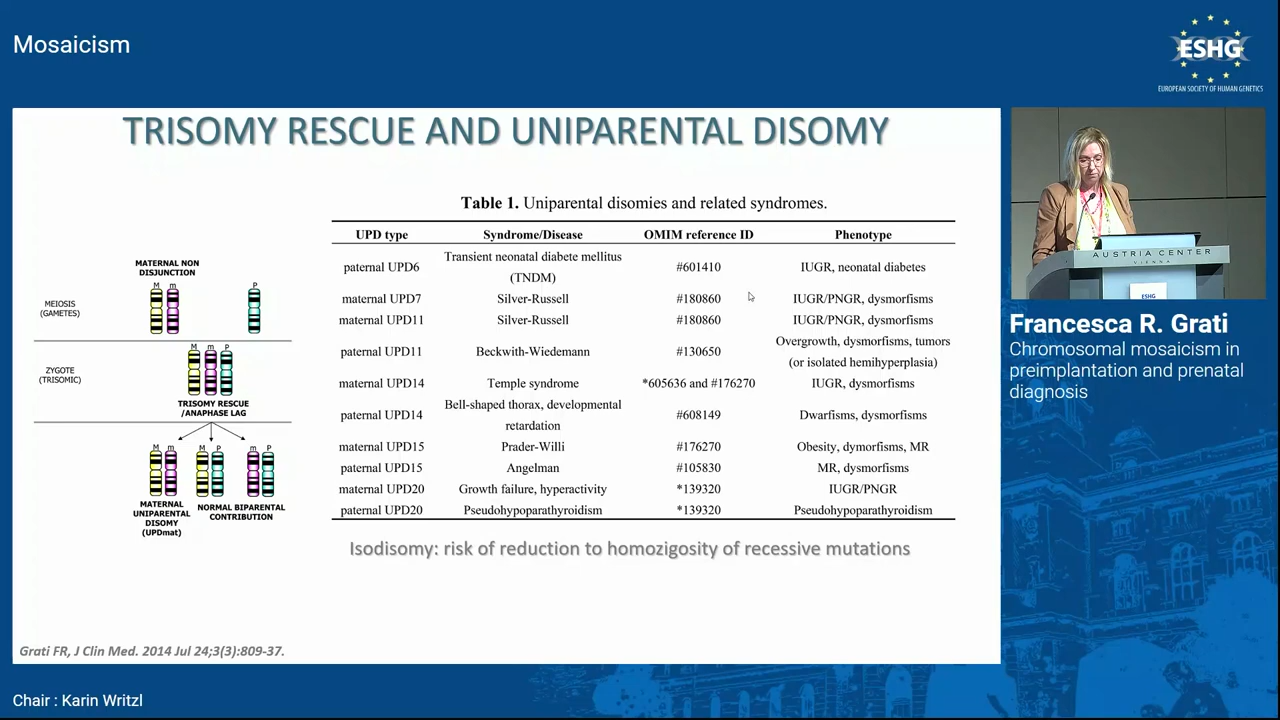 Mosaicism
ESHG
EUROPEAN SOCIETY OF HUMAN GENETICS
TRISOMY RESCUE AND UNIPARENTAL DISOMY
MATERNAL NON
DISJUNCTION
M m P
MEIOSIS
(GAMETES)
M m P
ZYGOTE
(TRISOMIC)
TRISOMY RESCUE
/ANAPHASE LAG
M m M P m P
MATERNAL
UNIPARENTAL
DISOMY
(UPDmat)
NORMAL BIPARENTAL
CONTRIBUTION
Table 1. Uniparental disomies and related syndromes.
UPD type Syndrome/Disease OMIM reference ID Phenotype
paternal UPD6 Transient neonatal diabetes mellitus (TNDM) #601410 IUGR, neonatal diabetes
maternal UPD7 Silver-Russell #180860 IUGR/PNGR, dysmorfisms
maternal UPD11 Silver-Russell #180860 IUGR/PNGR, dysmorfisms
paternal UPD11 Beckwith-Wiedemann #130650 Overgrowth, dysmorfisms, tumors (or isolated hemihyperplasia)
maternal UPD14 Temple syndrome *605636 and #176270 IUGR, dysmorfisms
paternal UPD14 Bell-shaped thorax, developmental retardation #608149 Dwarfisms, dysmorfisms
maternal UPD15 Prader-Willi #176270 Obesity, dymorfisms, MR
paternal UPD15 Angelman #105830 MR, dysmorfisms
maternal UPD20 Growth failure, hyperactivity *139320 IUGR/PNGR
paternal UPD20 Pseudohypoparathyroidism *139320 Pseudohypoparathyroidism
Isodisomy: risk of reduction to homozigosity of recessive mutations
Grati FR, J Clin Med. 2014 Jul 24;3(3):809-37.
AUSTRIA CENTER
VIENNA
ESHG
Francesca R. Grati
Chromosomal mosaicism in
preimplantation and prenatal
diagnosis
Chair : Karin Writzl